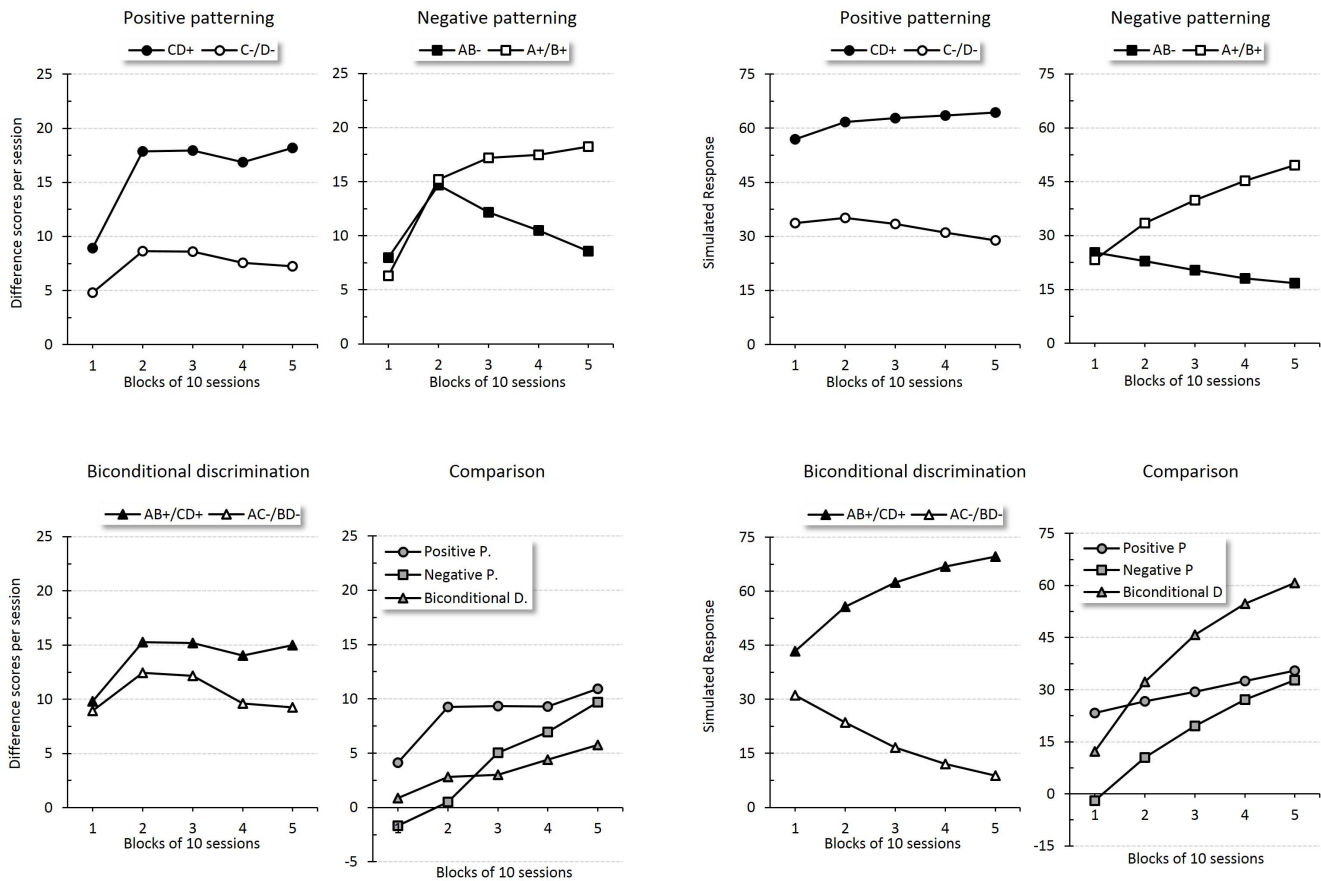 Positive patterning
CD+ C-/D-
25
20
15
10
5
0
Difference scores per session
1 2 3 4 5
Blocks of 10 sessions
Negative patterning
AB- A+/B+
25
20
15
10
5
0
1 2 3 4 5
Blocks of 10 sessions
Positive patterning
CD+ C-/D-
75
60
45
30
15
0
Simulated Response
1 2 3 4 5
Blocks of 10 sessions
Negative patterning
AB- A+/B+
75
60
45
30
15
0
1 2 3 4 5
Blocks of 10 sessions
Biconditional discrimination
AB+/CD+ AC-/BD-
25
20
15
10
5
0
Difference scores per session
1 2 3 4 5
Blocks of 10 sessions
Comparison
Positive P.
Negative P.
Biconditional D.
25
20
15
10
5
0
-5
1 2 3 4 5
Blocks of 10 sessions
Biconditional discrimination
AB+/CD+ AC-/BD-
75
60
45
30
15
0
Simulated Response
1 2 3 4 5
Blocks of 10 sessions
Comparison
Positive P
Negative P
Biconditional D
75
60
45
30
15
0
-15
1 2 3 4 5
Blocks of 10 sessions